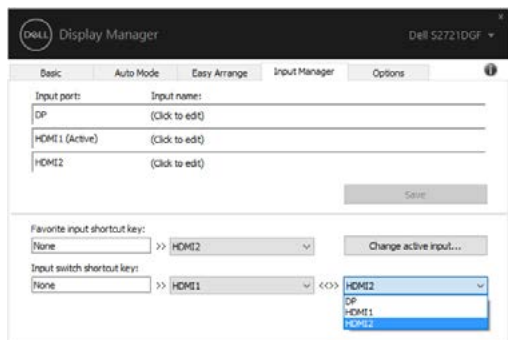 DELL Display Manager Dell S2721DGF
Basic Auto Mode Easy Arrange Input Manager Options
Input port: Input name:
DP (Click to edit)
HDMI1 (Active) (Click to edit)
HDMI2 (Click to edit)
Save
Favorite input shortcut key:
None >> HDMI2 Change active input...
Input switch shortcut key:
None >> HDMI1 <<>> HDMI2
DP
HDMI1
HDMI2